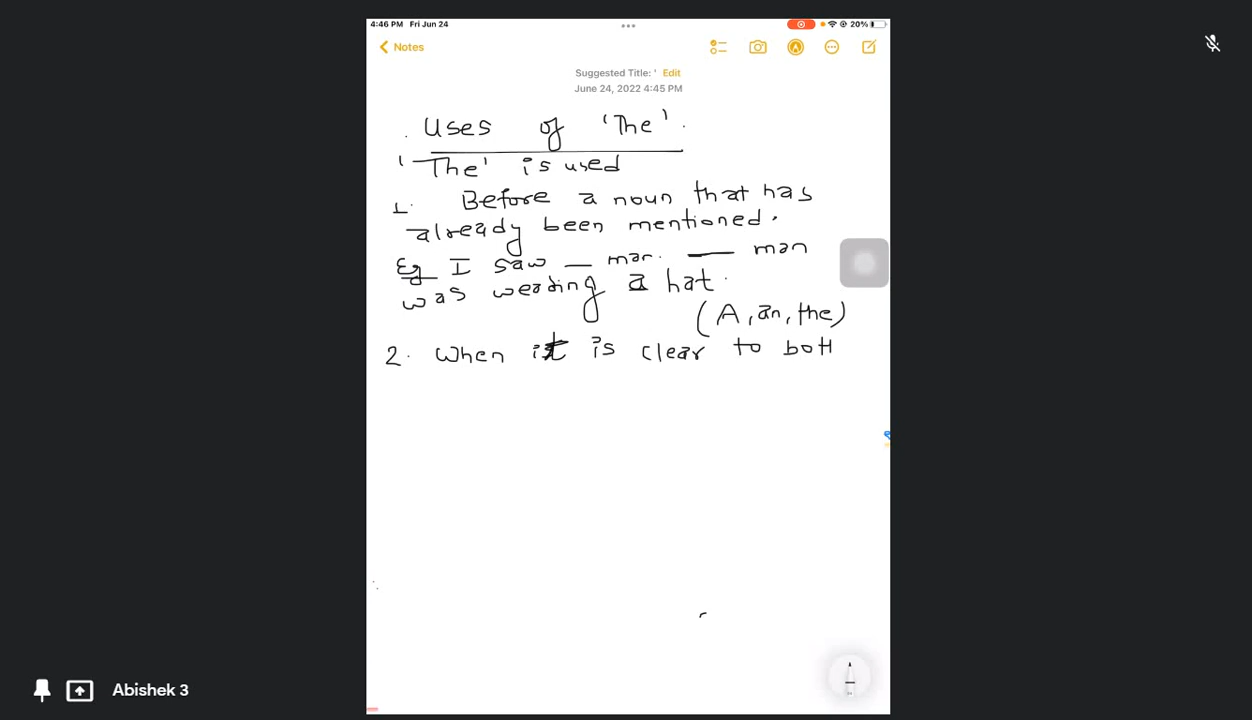 4:46 PM Fri Jun 24
20%
Notes
Suggested Title: ' Edit
June 24, 2022 4:45 PM
Uses of 'The'.
'The' is used
1. Before a noun that has
already been mentioned.
Eg I saw __ man. __ man
was wearing a hat.
(A, an, the)
2. When it is clear to both
Abishek 3